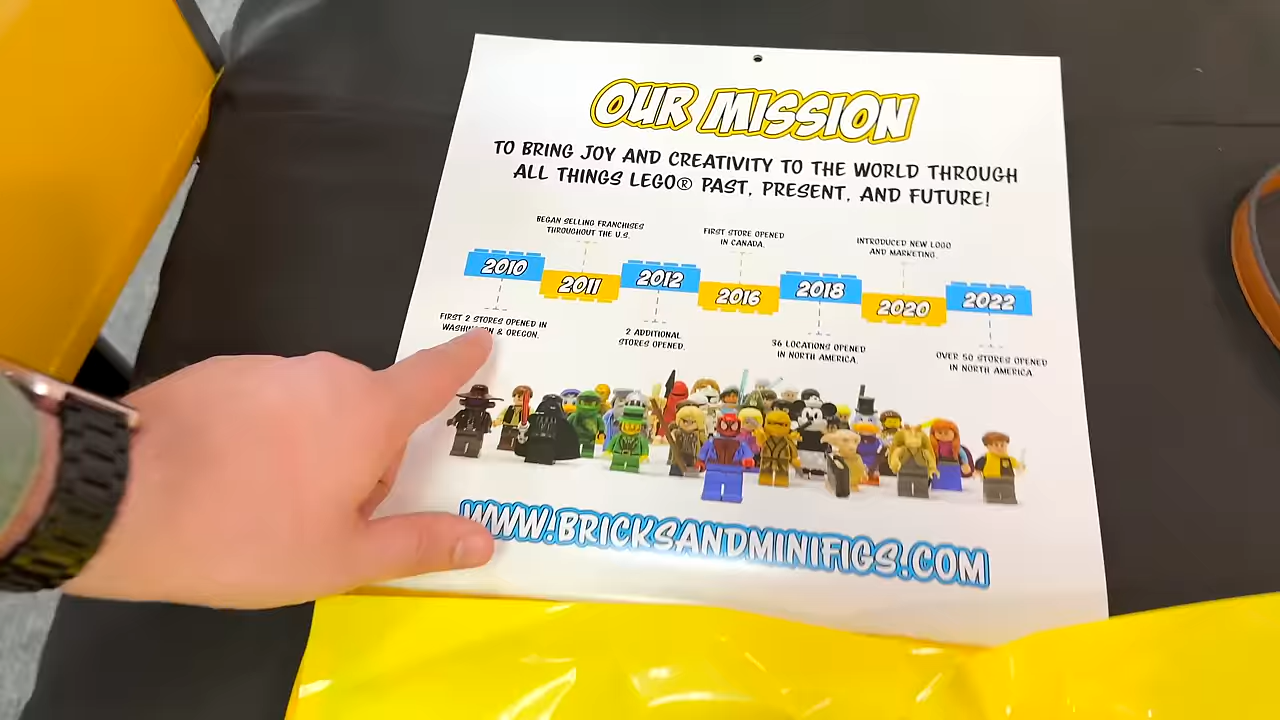 OUR MISSION
TO BRING JOY AND CREATIVITY TO THE WORLD THROUGH
ALL THINGS LEGO® PAST, PRESENT, AND FUTURE!
BEGAN SELLING FRANCHISES
THROUGHOUT THE U.S.
FIRST STORE OPENED
IN CANADA.
INTRODUCED NEW LOGO
AND MARKETING.
2010
2011
2012
2016
2018
2020
2022
FIRST 2 STORES OPENED IN
WASHINGTON & OREGON.
2 ADDITIONAL
STORES OPENED.
36 LOCATIONS OPENED
IN NORTH AMERICA.
OVER 50 STORES OPENED
IN NORTH AMERICA
WWW.BRICKSANDMINIFIGS.COM